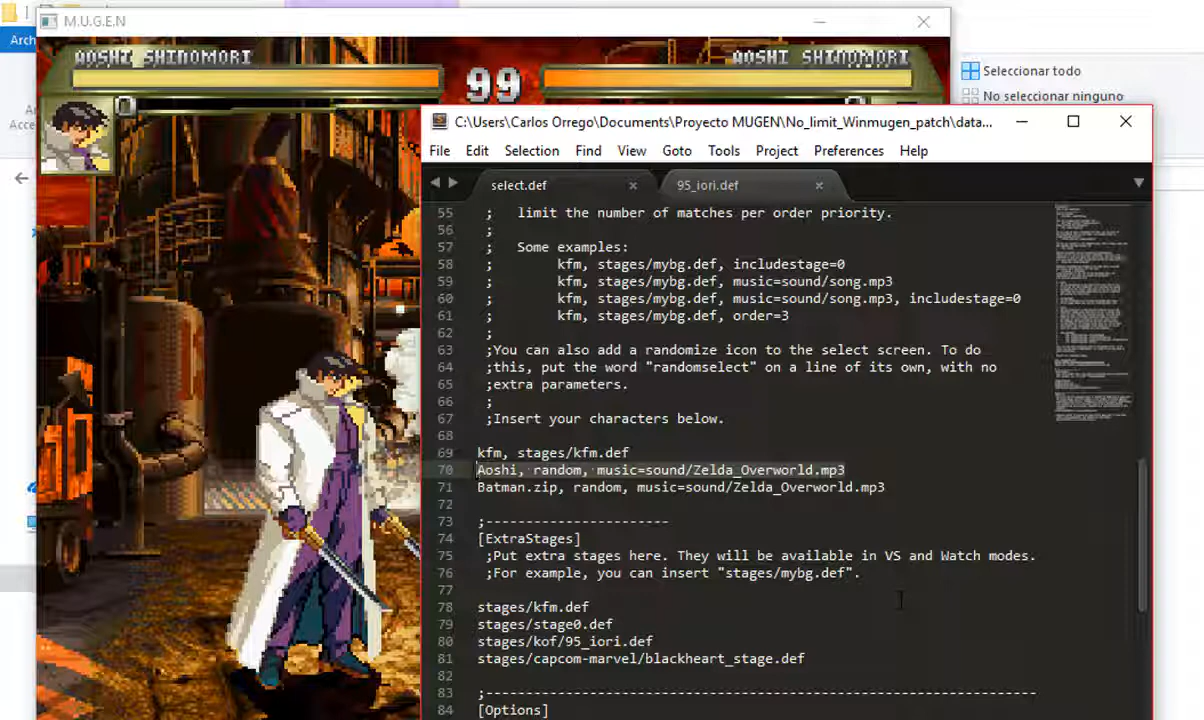 M.U.G.E.N
Arch
AOSHI SHINOMORI
99
AOSHI SHINOMORI
Seleccionar todo
No seleccionar ninguno
C:\Users\Carlos Orrego\Documents\Proyecto MUGEN\No_limit_Winmugen_patch\data...
File Edit Selection Find View Goto Tools Project Preferences Help
select.def
95_iori.def
55 ; limit the number of matches per order priority.
56 ;
57 ; Some examples:
58 ; kfm, stages/mybg.def, includestage=0
59 ; kfm, stages/mybg.def, music=sound/song.mp3
60 ; kfm, stages/mybg.def, music=sound/song.mp3, includestage=0
61 ; kfm, stages/mybg.def, order=3
62 ;
63 ;You can also add a randomize icon to the select screen. To do
64 ;this, put the word "randomselect" on a line of its own, with no
65 ;extra parameters.
66 ;
67 ;Insert your characters below.
68
69 kfm, stages/kfm.def
70 Aoshi, random, music=sound/Zelda_Overworld.mp3
71 Batman.zip, random, music=sound/Zelda_Overworld.mp3
72
73 ;-----------------------
74 [ExtraStages]
75 ;Put extra stages here. They will be available in VS and Watch modes.
76 ;For example, you can insert "stages/mybg.def".
77
78 stages/kfm.def
79 stages/stage0.def
80 stages/kof/95_iori.def
81 stages/capcom-marvel/blackheart_stage.def
82
83 ;---------------------------------------------------------------------
84 [Options]